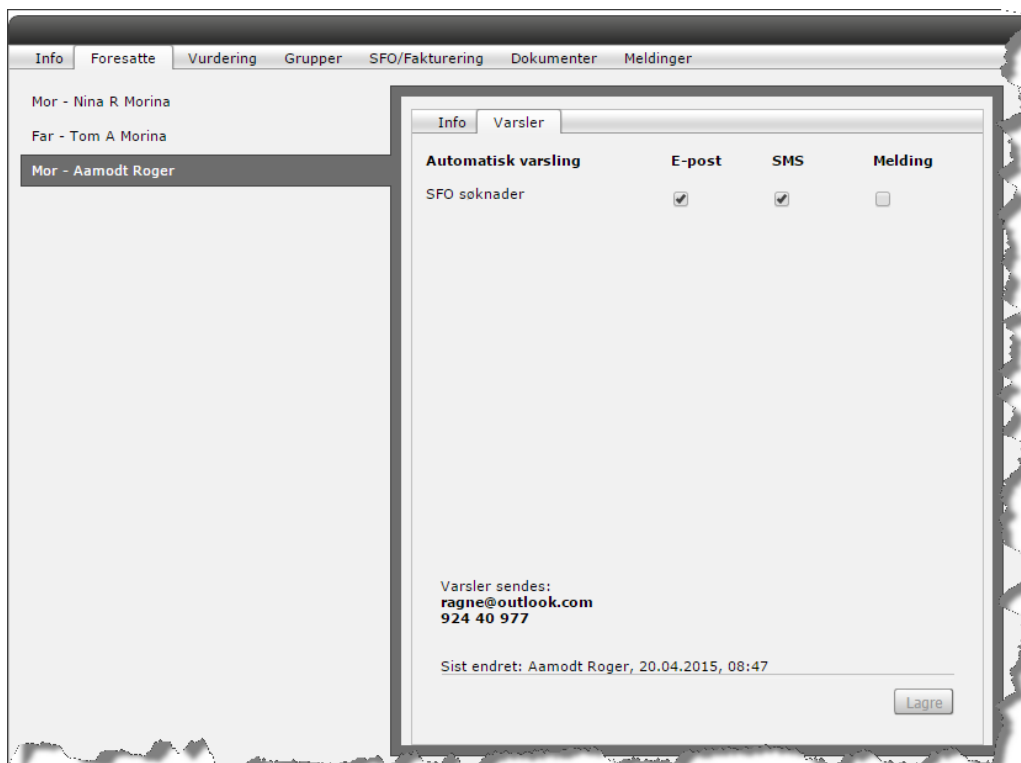 Info Foresatte Vurdering Grupper SFO/Fakturering Dokumenter Meldinger
Mor - Nina R Morina
Far - Tom A Morina
Mor - Aamodt Roger
Info Varsler
Automatisk varsling E-post SMS Melding
SFO søknader
Varsler sendes:
ragne@outlook.com
924 40 977
Sist endret: Aamodt Roger, 20.04.2015, 08:47
Lagre